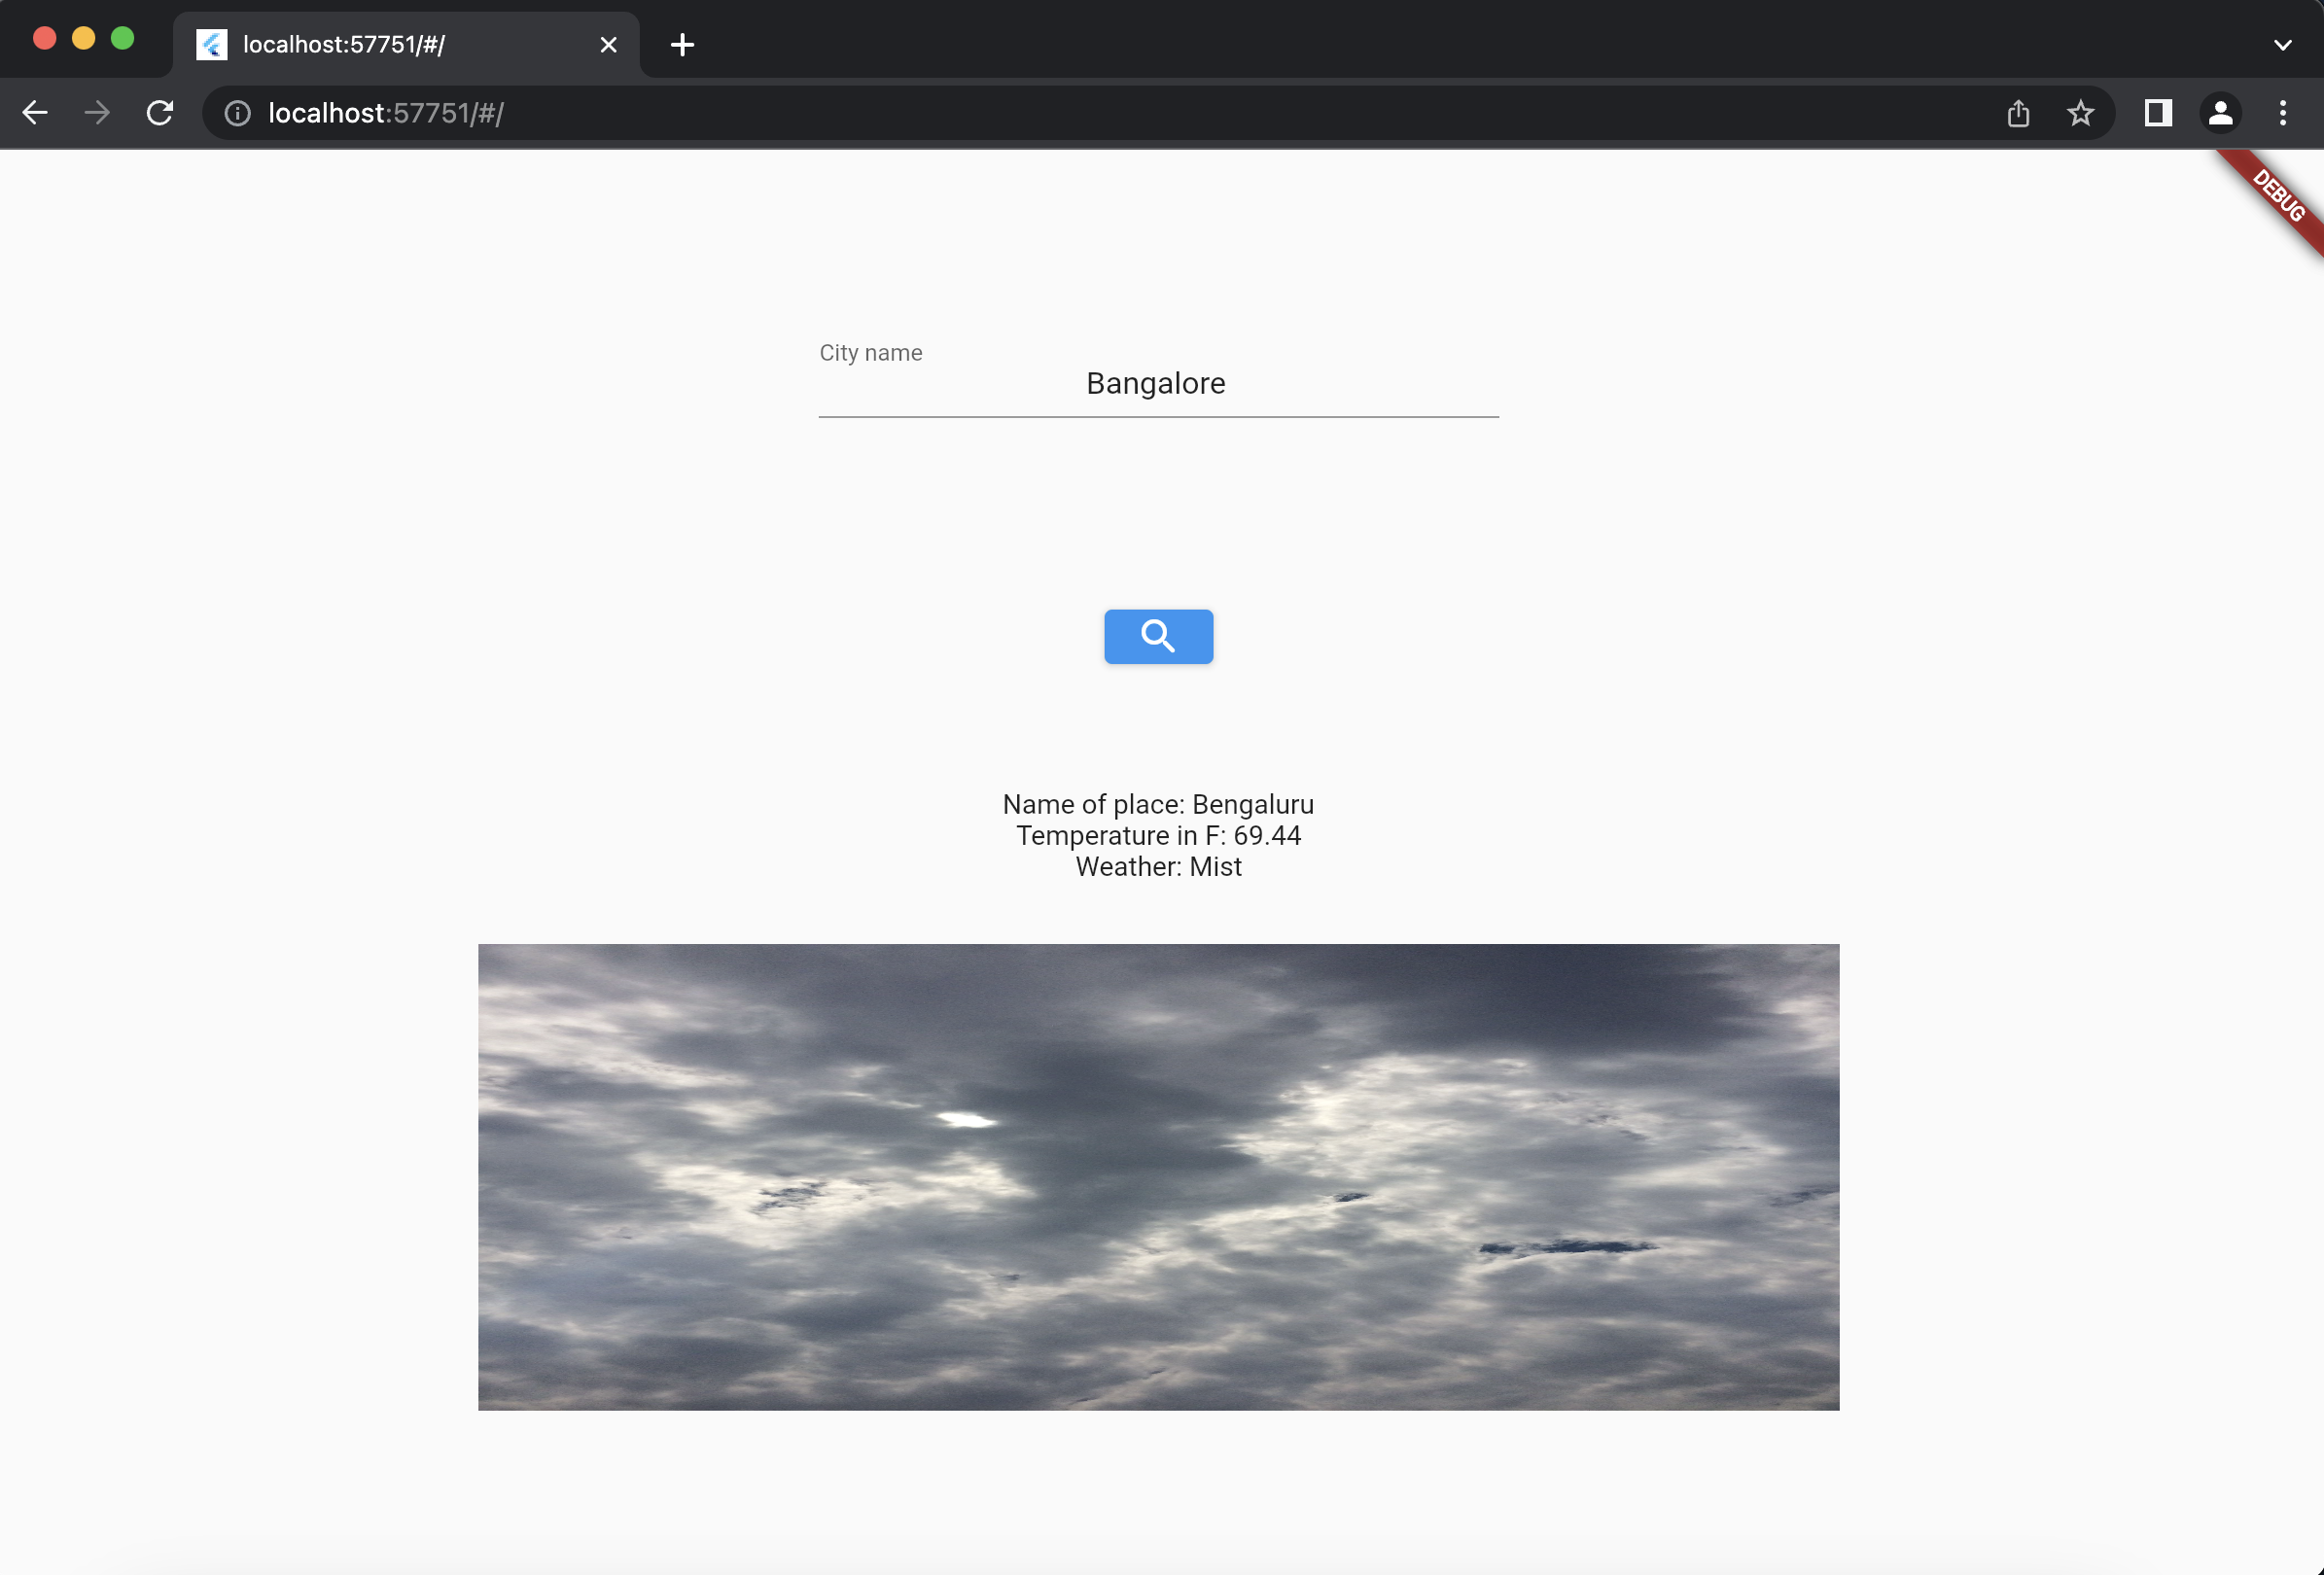 localhost:57751/#/
localhost:57751/#/
DEBUG
City name
Bangalore
Name of place: Bengaluru
Temperature in F: 69.44
Weather: Mist